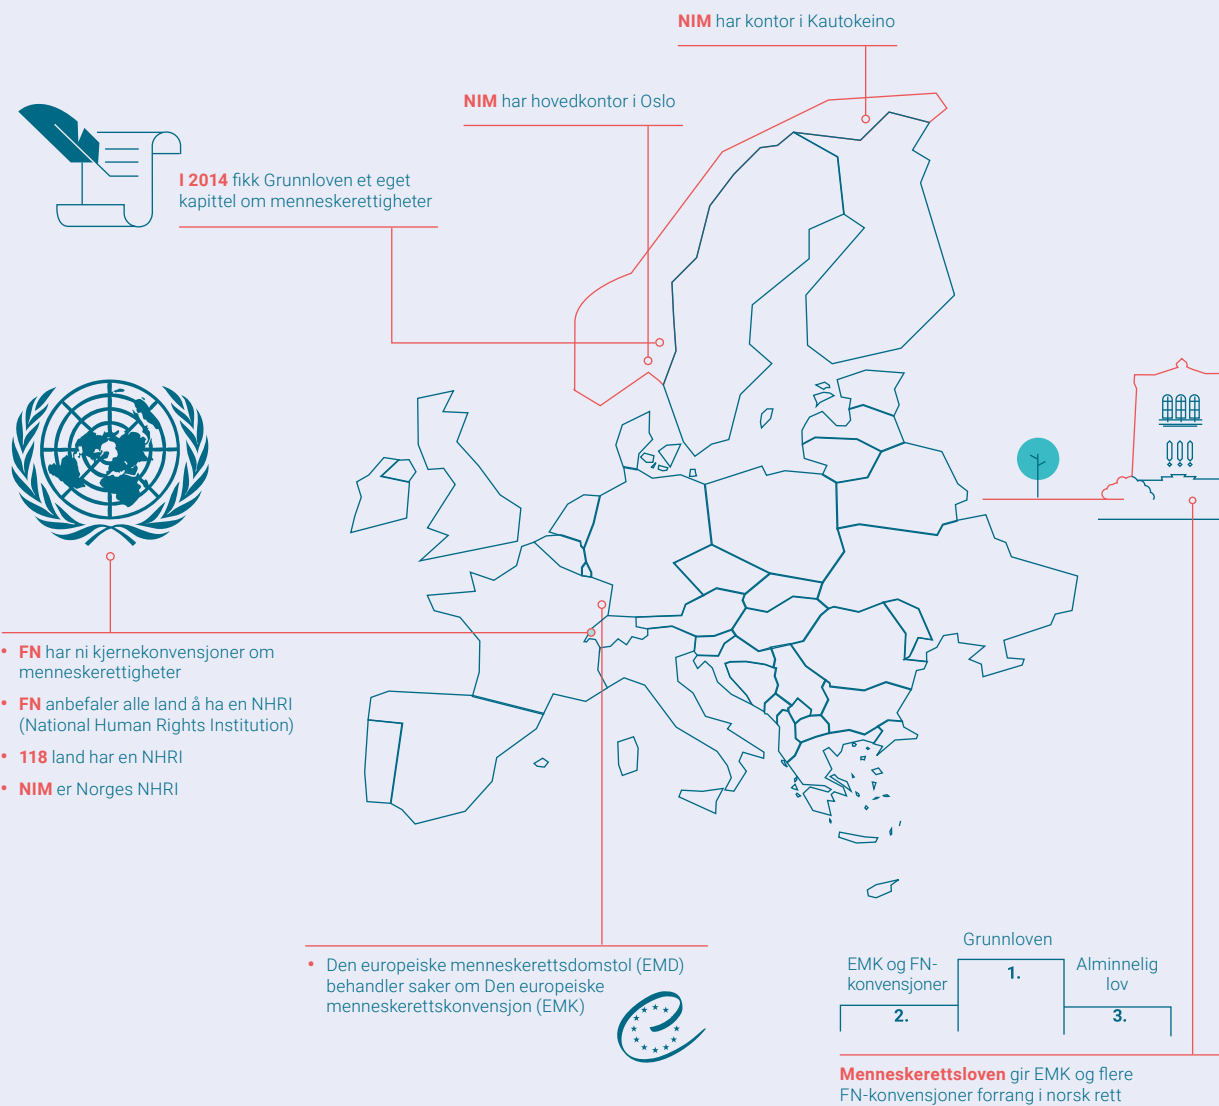 NIM har kontor i Kautokeino
NIM har hovedkontor i Oslo
I 2014 fikk Grunnloven et eget
kapittel om menneskerettigheter
• FN har ni kjernekonvensjoner om
menneskerettigheter
• FN anbefaler alle land å ha en NHRI
(National Human Rights Institution)
• 118 land har en NHRI
• NIM er Norges NHRI
• Den europeiske menneskerettsdomstol (EMD)
behandler saker om Den europeiske
menneskerettskonvensjon (EMK)
Grunnloven
1.
EMK og FN-
konvensjoner
2.
Alminnelig
lov
3.
Menneskerettsloven gir EMK og flere
FN-konvensjoner forrang i norsk rett